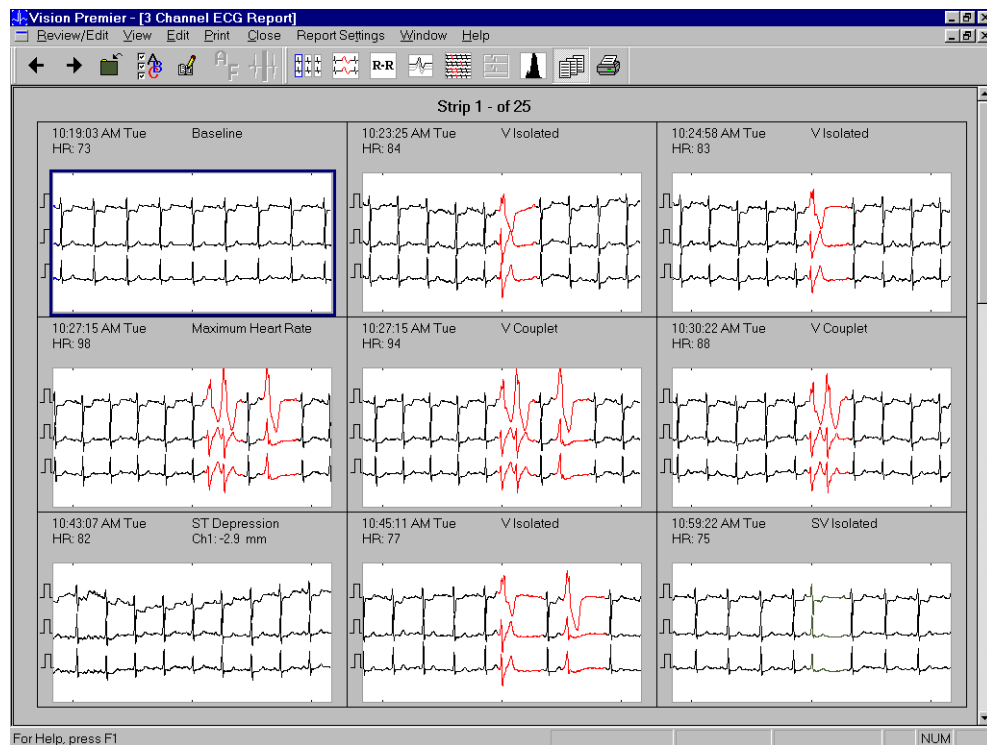 Vision Premier - [3 Channel ECG Report]
Review/Edit View Edit Print Close Report Settings Window Help
A B C A F R-R
Strip 1 - of 25
10:19:03 AM Tue Baseline
HR: 73
10:23:25 AM Tue V Isolated
HR: 84
10:24:58 AM Tue V Isolated
HR: 83
10:27:15 AM Tue Maximum Heart Rate
HR: 98
10:27:15 AM Tue V Couplet
HR: 94
10:30:22 AM Tue V Couplet
HR: 88
10:43:07 AM Tue ST Depression
HR: 82 Ch1: -2.9 mm
10:45:11 AM Tue V Isolated
HR: 77
10:59:22 AM Tue SV Isolated
HR: 75
For Help, press F1 NUM